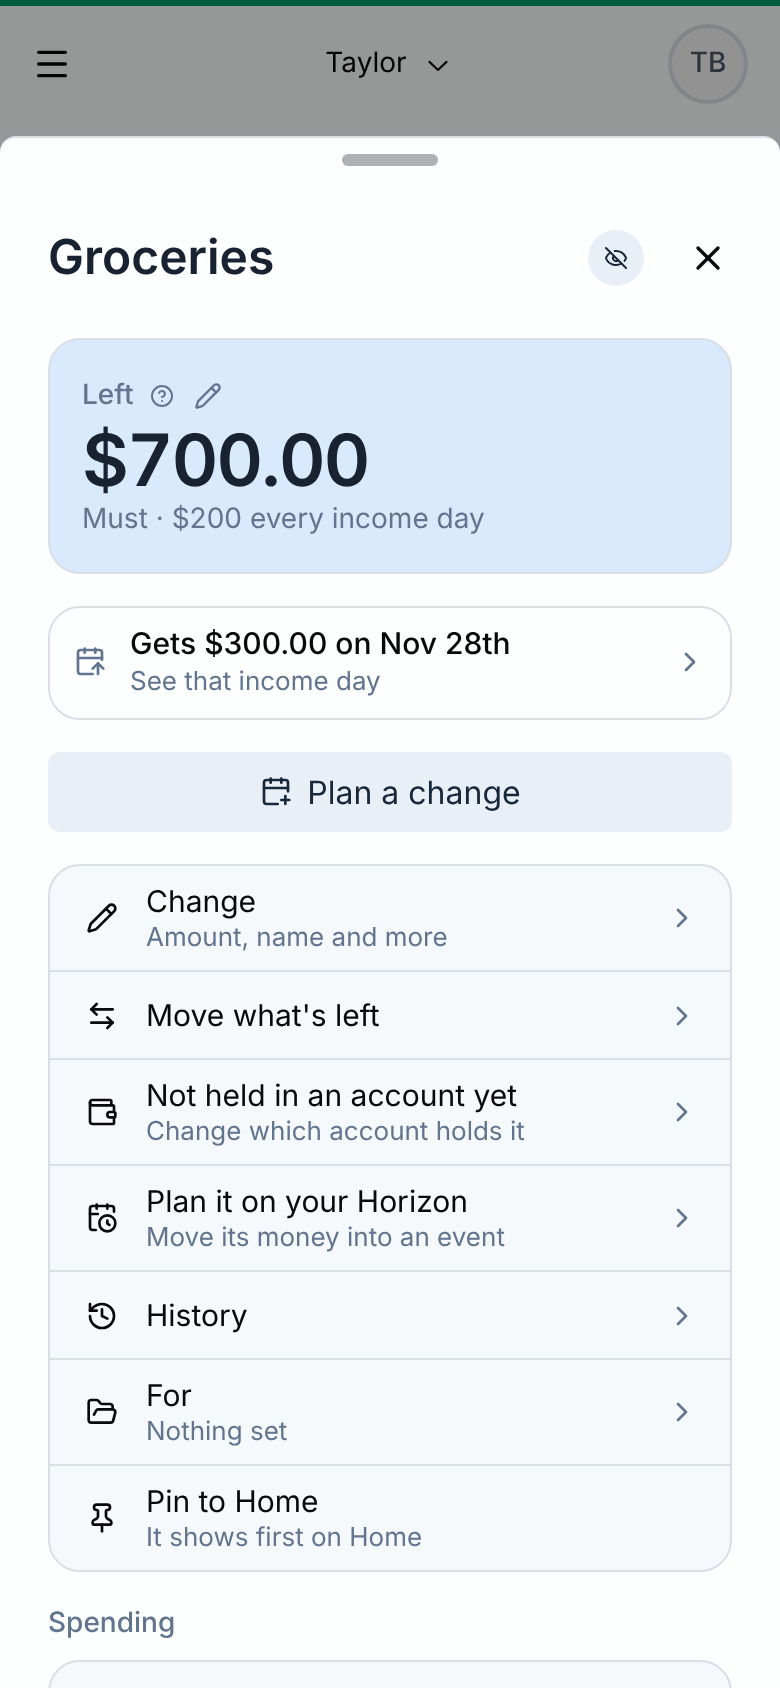 Taylor
TB
Groceries
Left
$700.00
Must · $200 every income day
Gets $300.00 on Nov 28th
See that income day
Plan a change
Change
Amount, name and more
Move what's left
Not held in an account yet
Change which account holds it
Plan it on your Horizon
Move its money into an event
History
For
Nothing set
Pin to Home
It shows first on Home
Spending